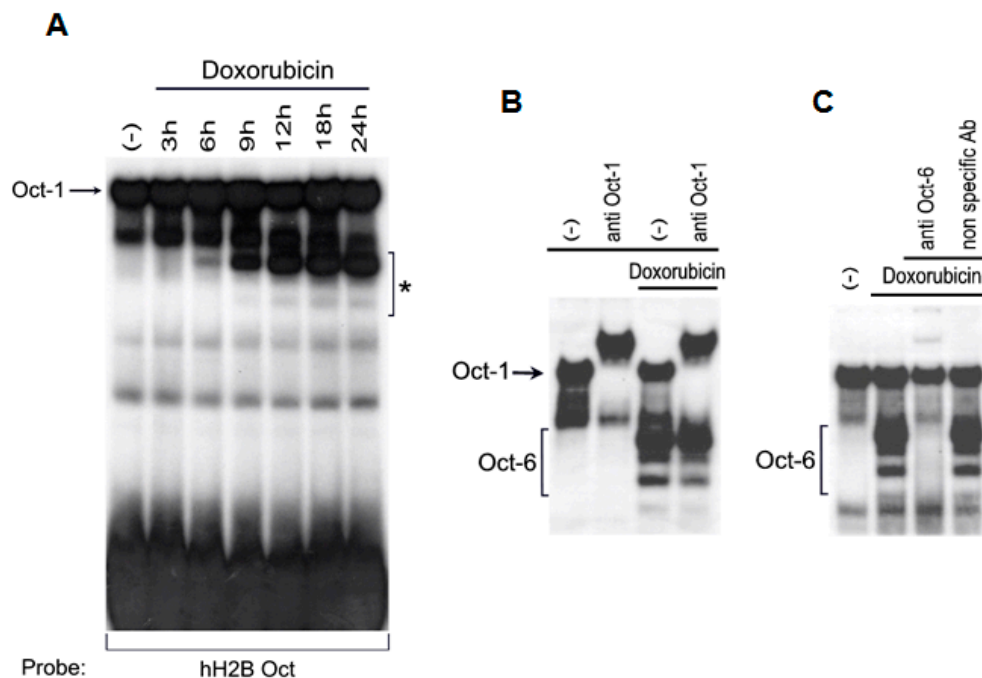 A
Doxorubicin
(-)
3h
6h
9h
12h
18h
24h
Oct-1
*
Probe:
hH2B Oct
B
(-)
anti Oct-1
(-)
anti Oct-1
Doxorubicin
Oct-1
Oct-6
C
(-)
anti Oct-6
non specific Ab
Doxorubicin
Oct-6